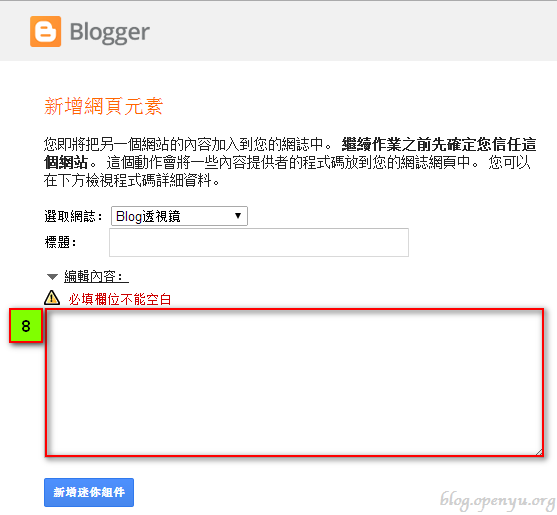 Blogger
新增網頁元素
您即將把另一個網站的內容加入到您的網誌中。 繼續作業之前先確定您信任這
個網站。 這個動作會將一些內容提供者的程式碼放到您的網誌網頁中。 您可以
在下方檢視程式碼詳細資料。
選取網誌： Blog透視鏡
標題：
編輯內容：
必填欄位不能空白
8
新增迷你組件
blog.openyu.org